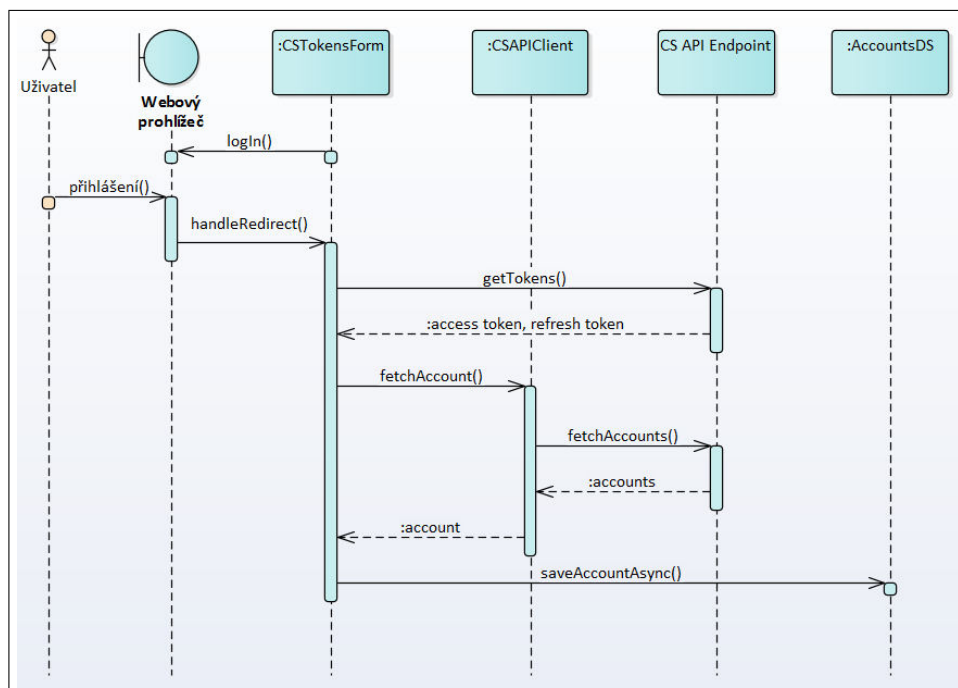 :CSTokensForm
:CSAPIClient
CS API Endpoint
:AccountsDS
Uživatel
Webový
prohlížeč
logIn()
přihlášení()
handleRedirect()
getTokens()
:access token, refresh token
fetchAccount()
fetchAccounts()
:accounts
:account
saveAccountAsync()